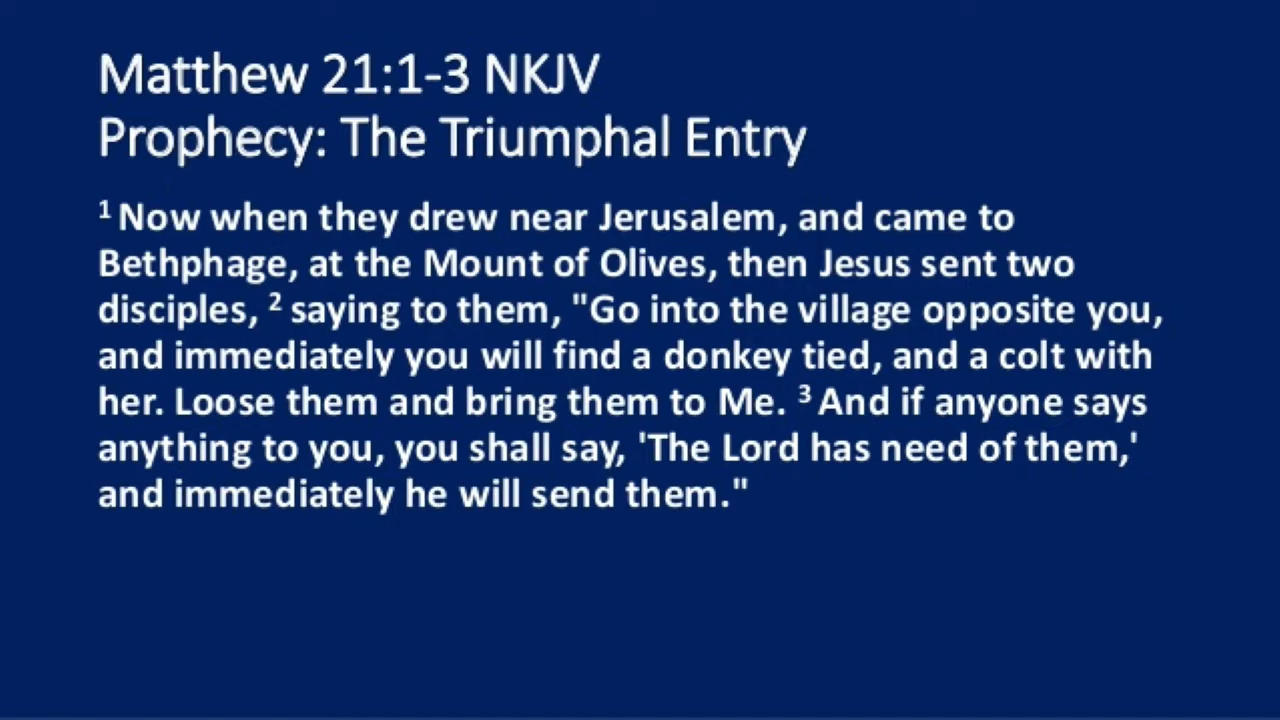 Matthew 21:1-3 NKJV
Prophecy: The Triumphal Entry
1 Now when they drew near Jerusalem, and came to
Bethphage, at the Mount of Olives, then Jesus sent two
disciples, 2 saying to them, "Go into the village opposite you,
and immediately you will find a donkey tied, and a colt with
her. Loose them and bring them to Me. 3 And if anyone says
anything to you, you shall say, 'The Lord has need of them,'
and immediately he will send them."